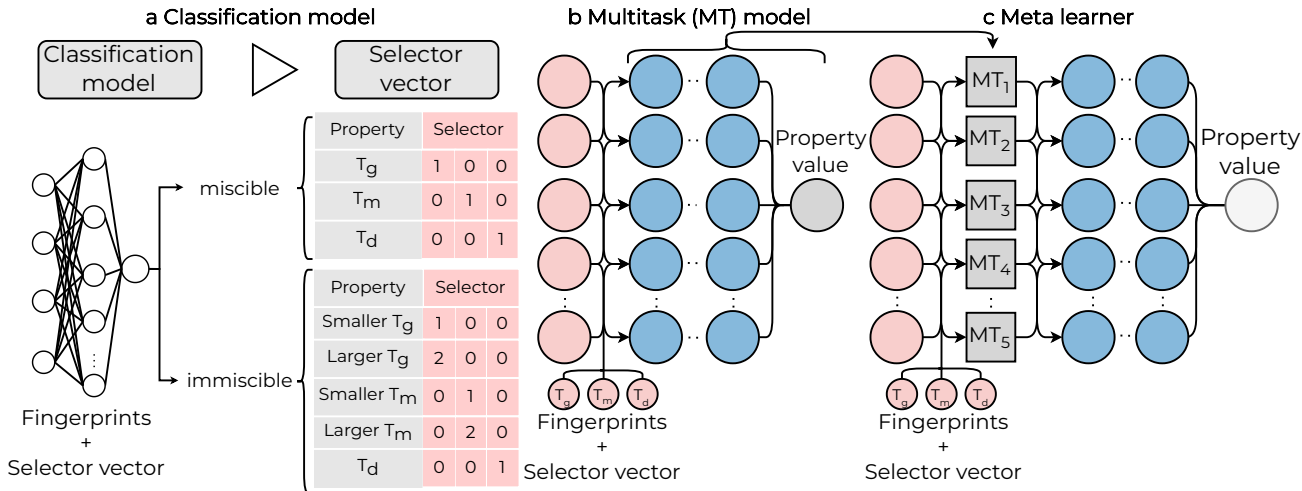 a Classification model
Classification
model
Selector
vector
Property Selector
Tg 1 0 0
Tm 0 1 0
Td 0 0 1
miscible
Property Selector
Smaller Tg 1 0 0
Larger Tg 2 0 0
Smaller Tm 0 1 0
Larger Tm 0 2 0
Td 0 0 1
immiscible
Fingerprints
+
Selector vector
b Multitask (MT) model
Property
value
Tg Tm Td
Fingerprints
+
Selector vector
c Meta learner
MT1
MT2
MT3
MT4
MT5
Property
value
Tg Tm Td
Fingerprints
+
Selector vector